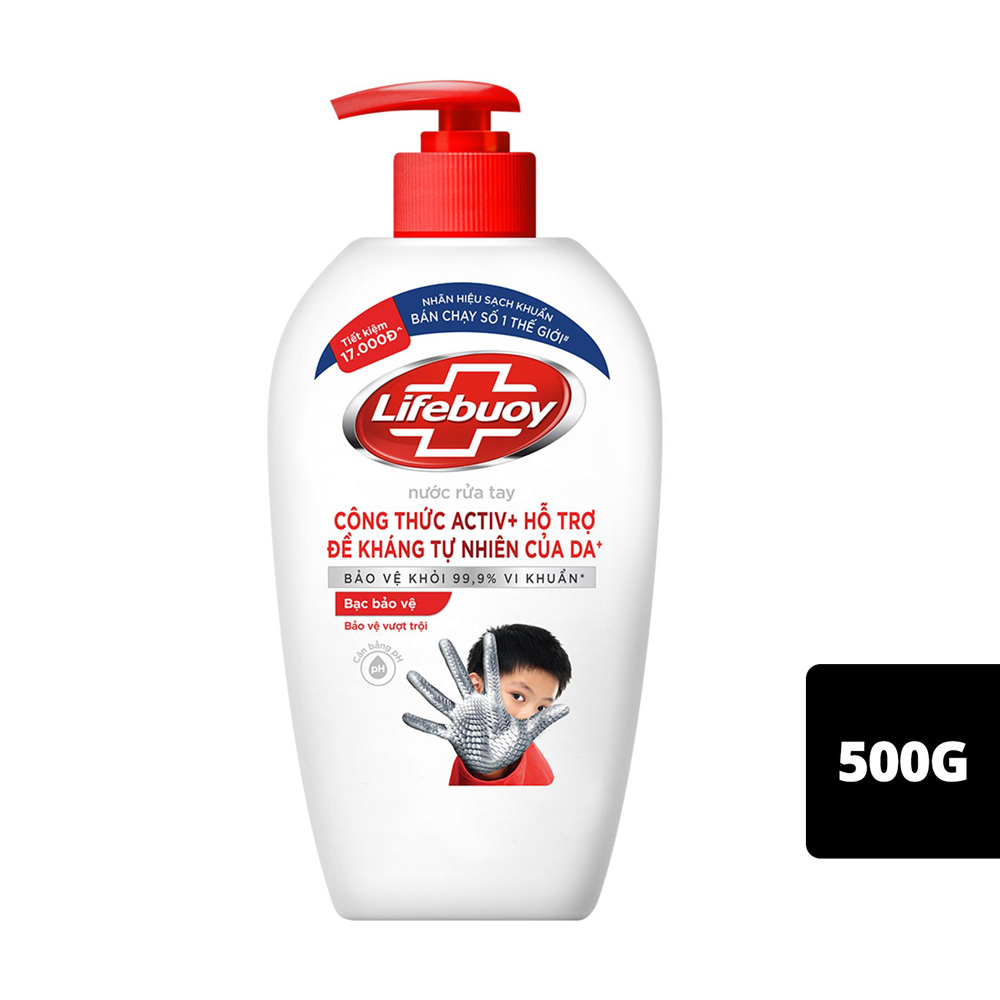 NHÃN HIỆU SẠCH KHUẨN
BÁN CHẠY SỐ 1 THẾ GIỚI#
Tiết kiệm
17.000Đ^
Lifebuoy
nước rửa tay
CÔNG THỨC ACTIV+ HỖ TRỢ
ĐỀ KHÁNG TỰ NHIÊN CỦA DA+
BẢO VỆ KHỎI 99,9% VI KHUẨN*
Bạc bảo vệ
Bảo vệ vượt trội
Cân bằng pH
pH
500G